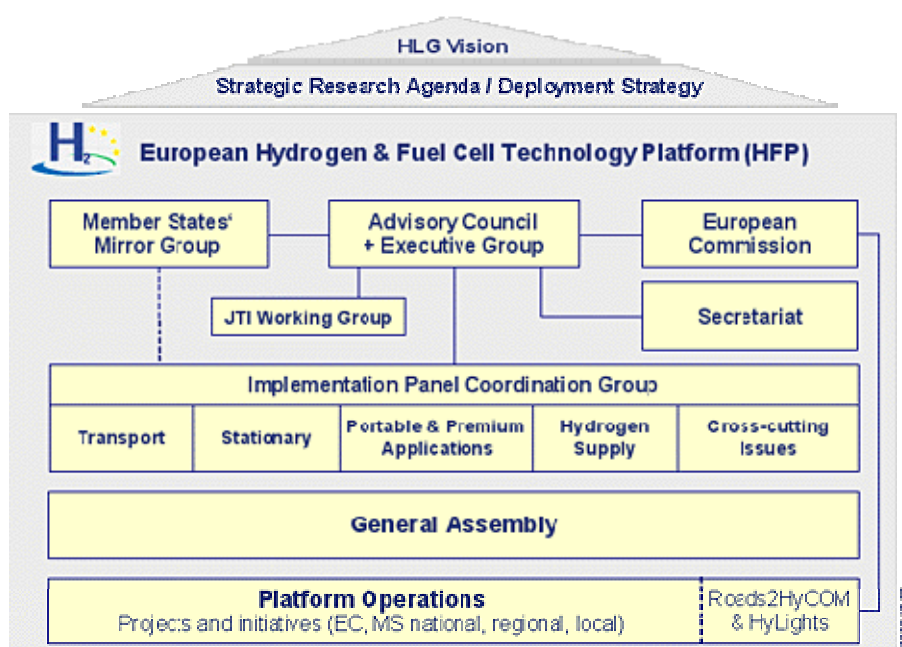 HLG Vision
Strategic Research Agenda / Deployment Strategy
H2
European Hydrogen & Fuel Cell Technology Platform (HFP)
Member States'
Mirror Group
Advisory Council
+ Executive Group
European
Commission
JTI Working Group
Secretariat
Implementation Panel Coordination Group
Transport
Stationary
Portable & Premium
Applications
Hydrogen
Supply
Cross-cutting
Issues
General Assembly
Platform Operations
Projects and initiatives (EC, MS national, regional, local)
Roads2HyCOM
& HyLights